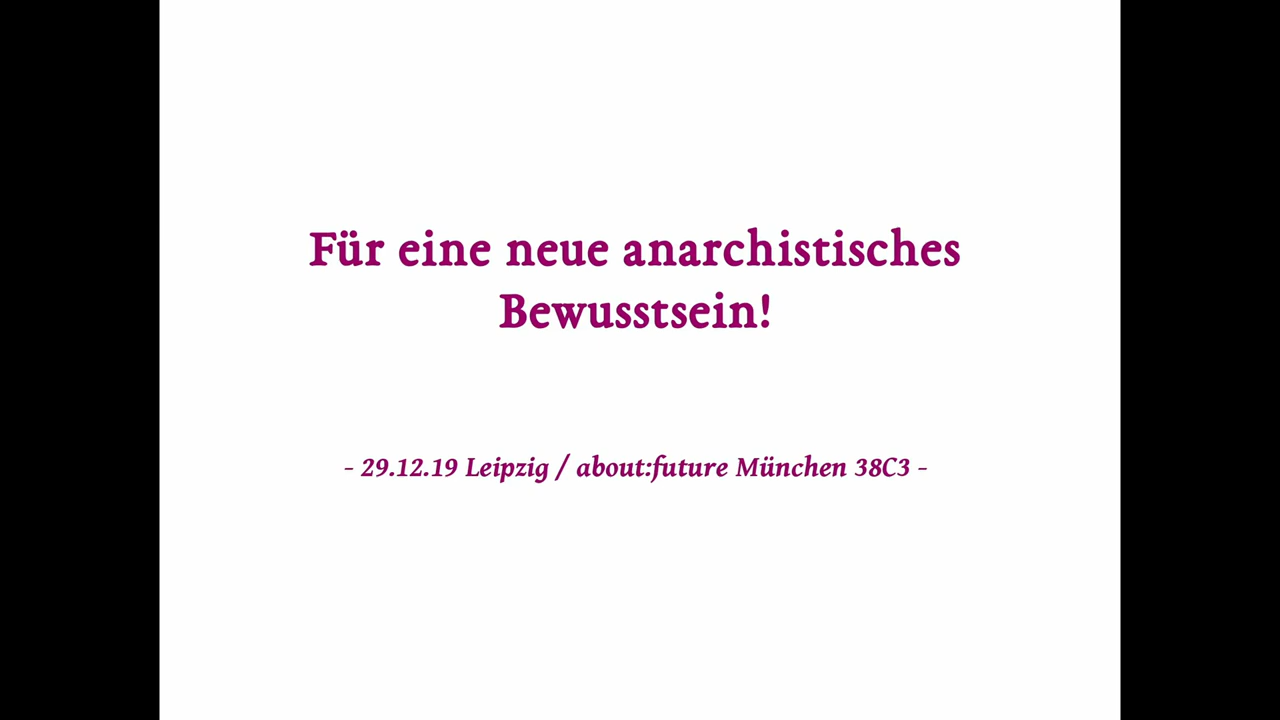 Für eine neue anarchistisches
Bewusstsein!
- 29.12.19 Leipzig / about:future München 38C3 -